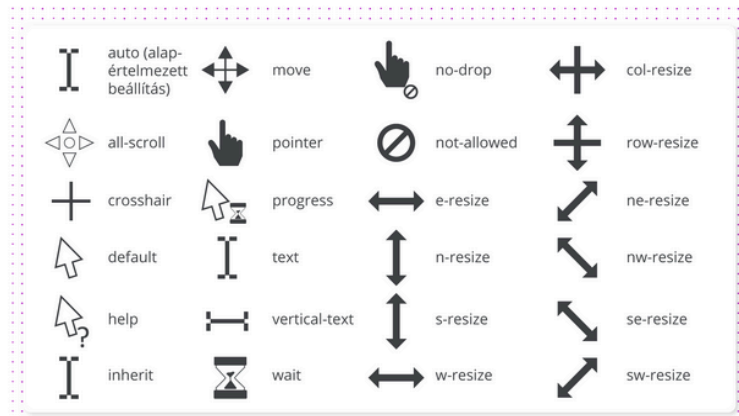 auto (alap-
értelmezett
beállítás)
move
no-drop
col-resize
all-scroll
pointer
not-allowed
row-resize
crosshair
progress
e-resize
ne-resize
default
text
n-resize
nw-resize
help
vertical-text
s-resize
se-resize
inherit
wait
w-resize
sw-resize